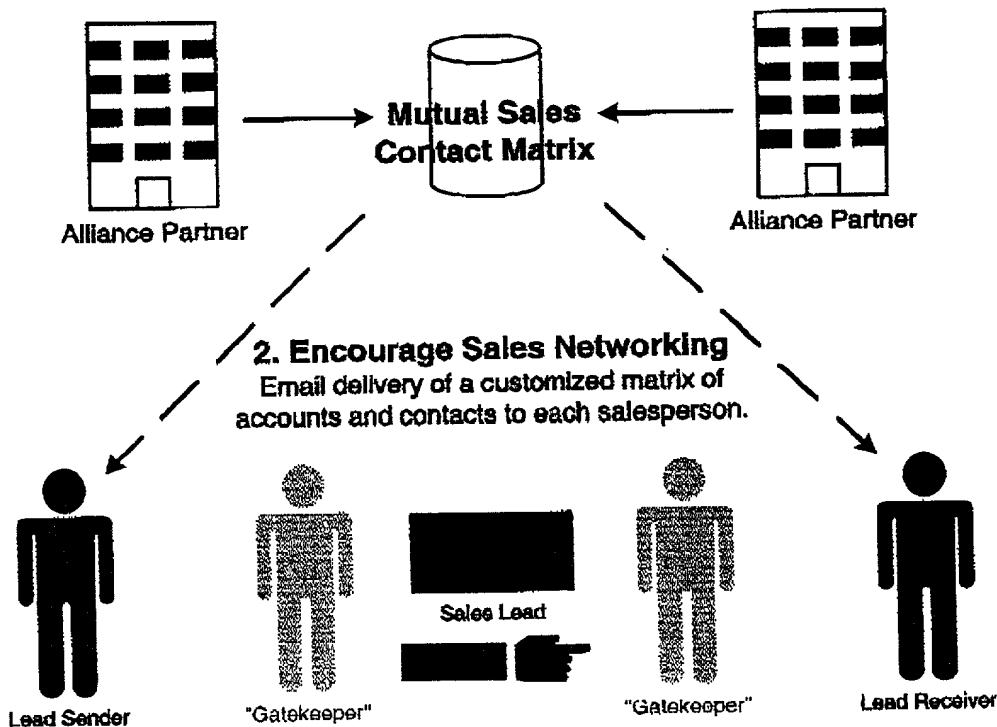 Mutual Sales
Contact Matrix
Alliance Partner
Alliance Partner
2. Encourage Sales Networking
Email delivery of a customized matrix of
accounts and contacts to each salesperson.
Sales Lead
Lead Sender
"Gatekeeper"
"Gatekeeper"
Lead Receiver